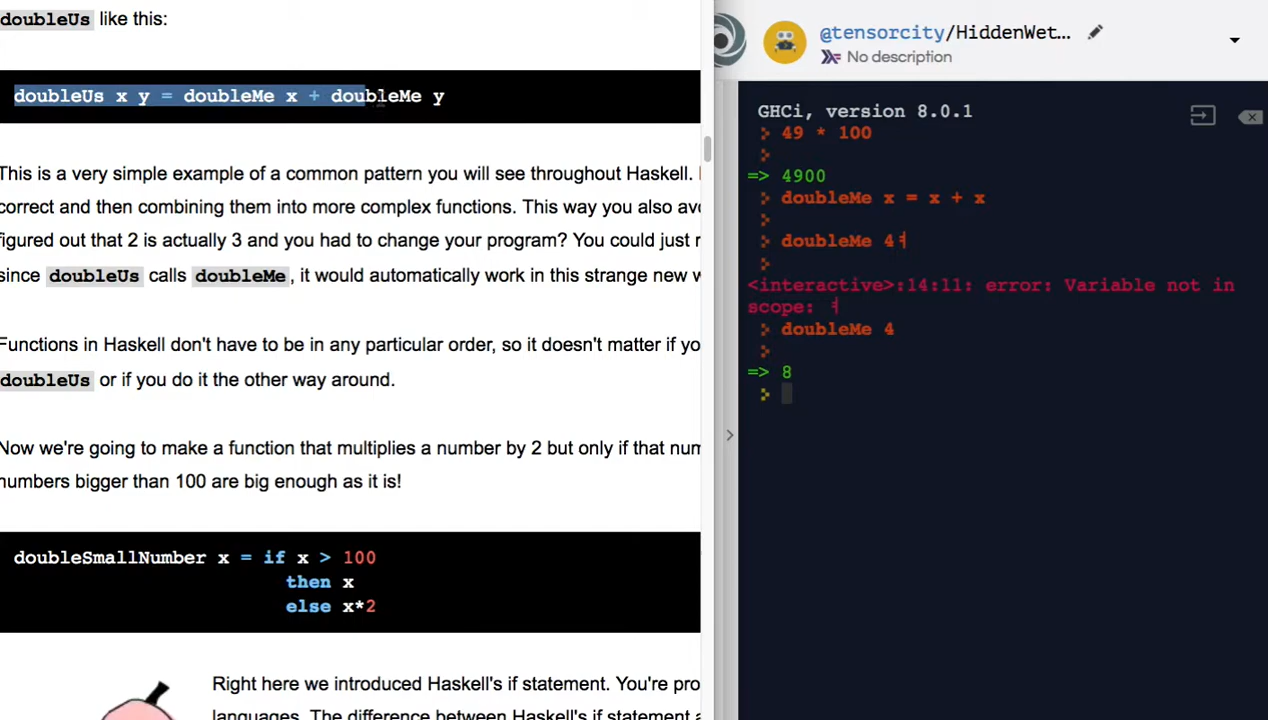 doubleUs like this:
doubleUs x y = doubleMe x + doubleMe y
This is a very simple example of a common pattern you will see throughout Haskell.
correct and then combining them into more complex functions. This way you also
figured out that 2 is actually 3 and you had to change your program? You could just
since doubleUs calls doubleMe, it would automatically work in this strange new
Functions in Haskell don't have to be in any particular order, so it doesn't matter if
doubleUs or if you do it the other way around.
Now we're going to make a function that multiplies a number by 2 but only if that
numbers bigger than 100 are big enough as it is!
doubleSmallNumber x = if x > 100
then x
else x*2
Right here we introduced Haskell's if statement. You're
languages. The difference between Haskell's if statement
@tensorcity/HiddenWet...
No description
GHCi, version 8.0.1
49 * 100
=> 4900
doubleMe x = x + x
doubleMe 4
<interactive>:14:11: error: Variable not in
scope:
doubleMe 4
=> 8